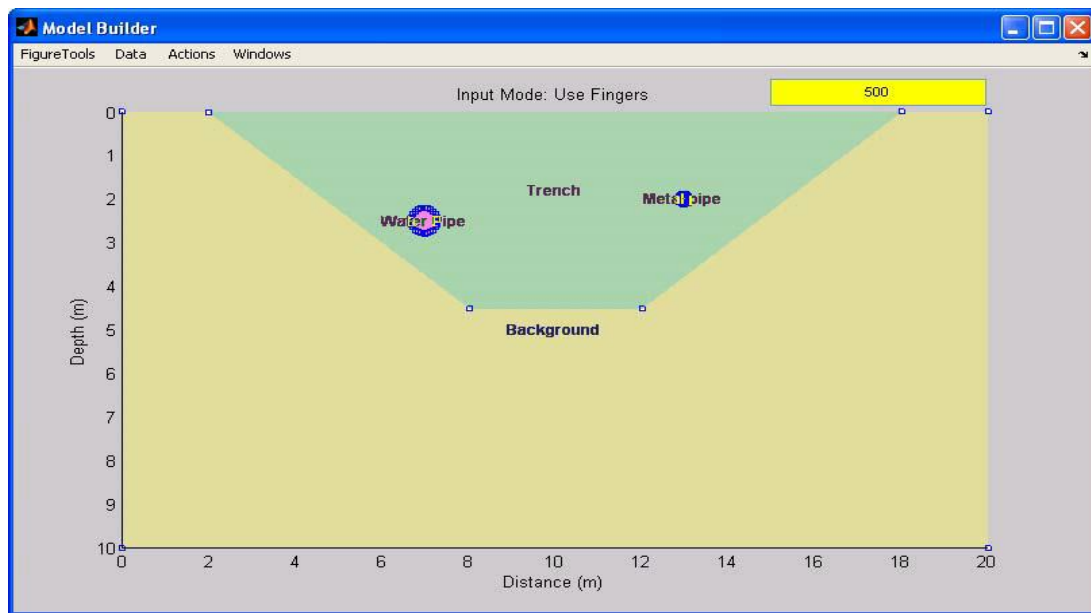 Model Builder
FigureTools Data Actions Windows
Input Mode: Use Fingers
500
0
1
2
3
4
5
6
7
8
9
10
Depth (m)
Trench
Water Pipe
Metal pipe
Background
0 2 4 6 8 10 12 14 16 18 20
Distance (m)